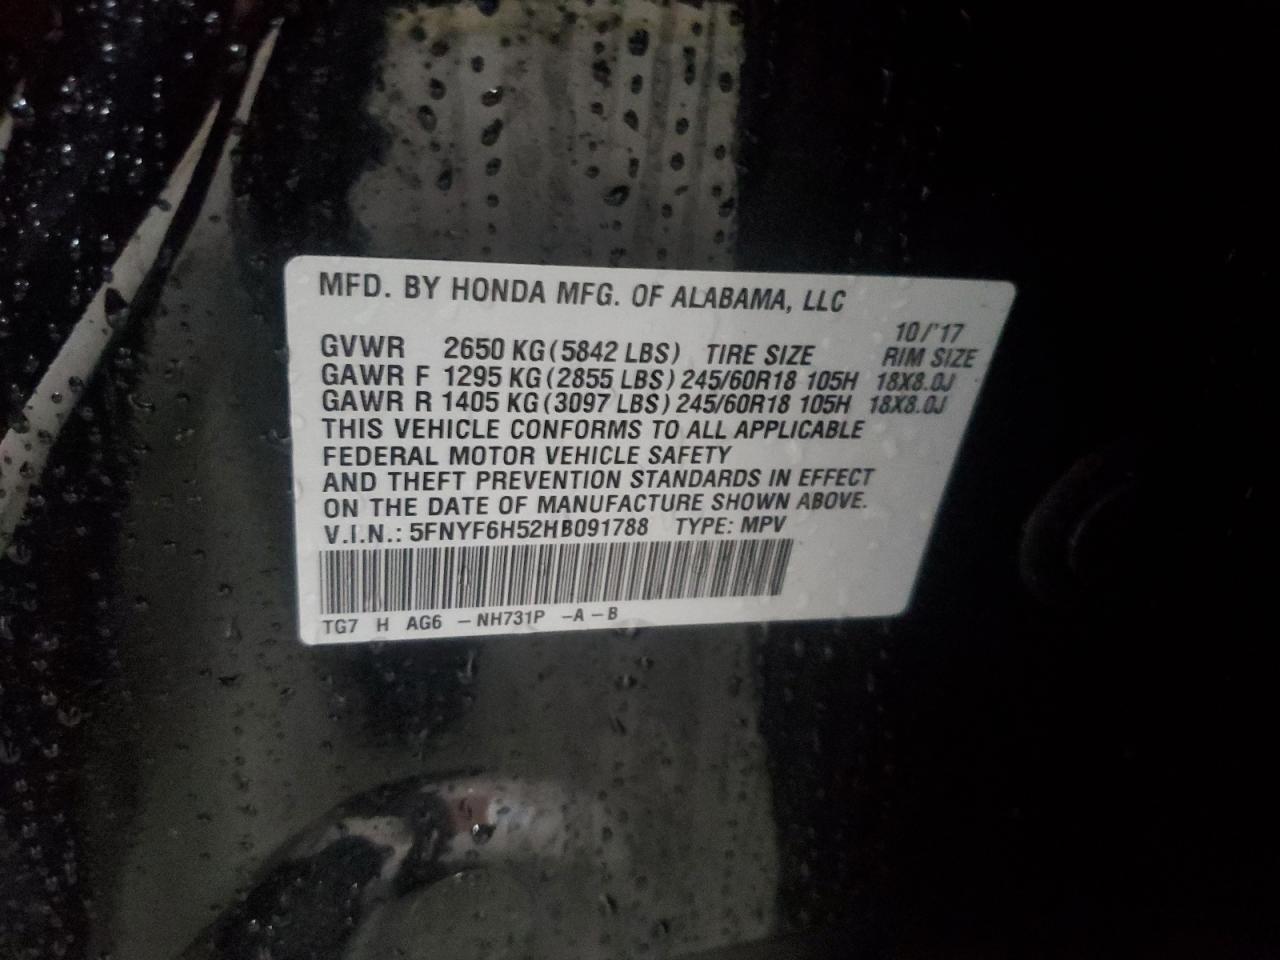 MFD. BY HONDA MFG. OF ALABAMA, LLC
10/'17
GVWR 2650 KG (5842 LBS) TIRE SIZE RIM SIZE
GAWR F 1295 KG (2855 LBS) 245/60R18 105H 18X8.0J
GAWR R 1405 KG (3097 LBS) 245/60R18 105H 18X8.0J
THIS VEHICLE CONFORMS TO ALL APPLICABLE
FEDERAL MOTOR VEHICLE SAFETY
AND THEFT PREVENTION STANDARDS IN EFFECT
ON THE DATE OF MANUFACTURE SHOWN ABOVE.
V.I.N.: 5FNYF6H52HB091788 TYPE: MPV
TG7 H AG6 – NH731P –A – B